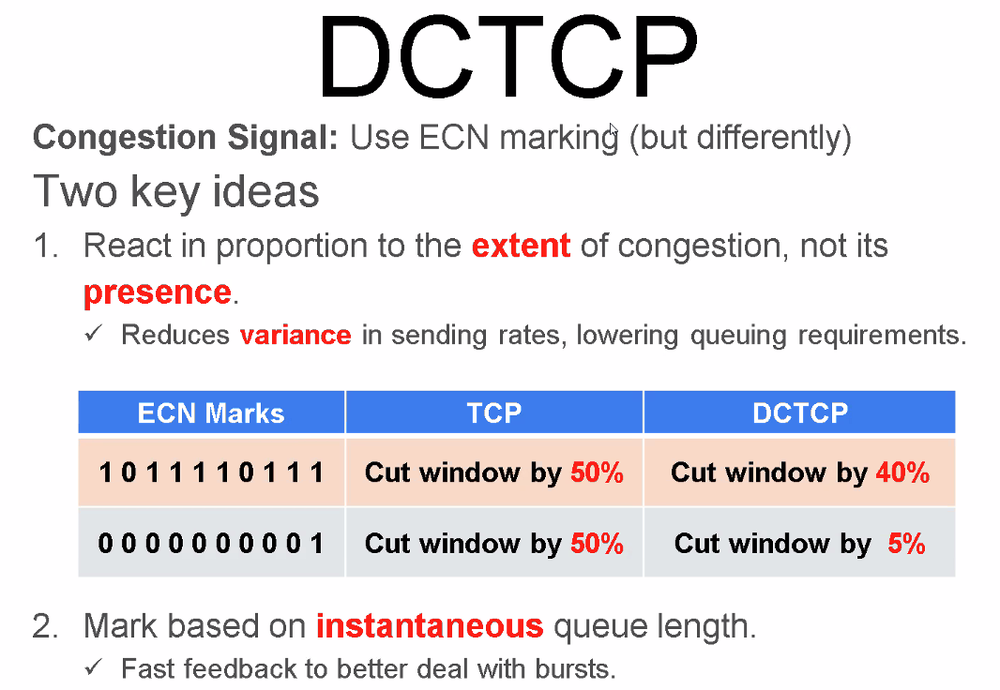 DCTCP
Congestion Signal: Use ECN marking (but differently)
Two key ideas
1. React in proportion to the extent of congestion, not its
presence.
✓ Reduces variance in sending rates, lowering queuing requirements.
ECN Marks TCP DCTCP
1 0 1 1 1 1 0 1 1 1 Cut window by 50% Cut window by 40%
0 0 0 0 0 0 0 0 0 1 Cut window by 50% Cut window by 5%
2. Mark based on instantaneous queue length.
✓ Fast feedback to better deal with bursts.